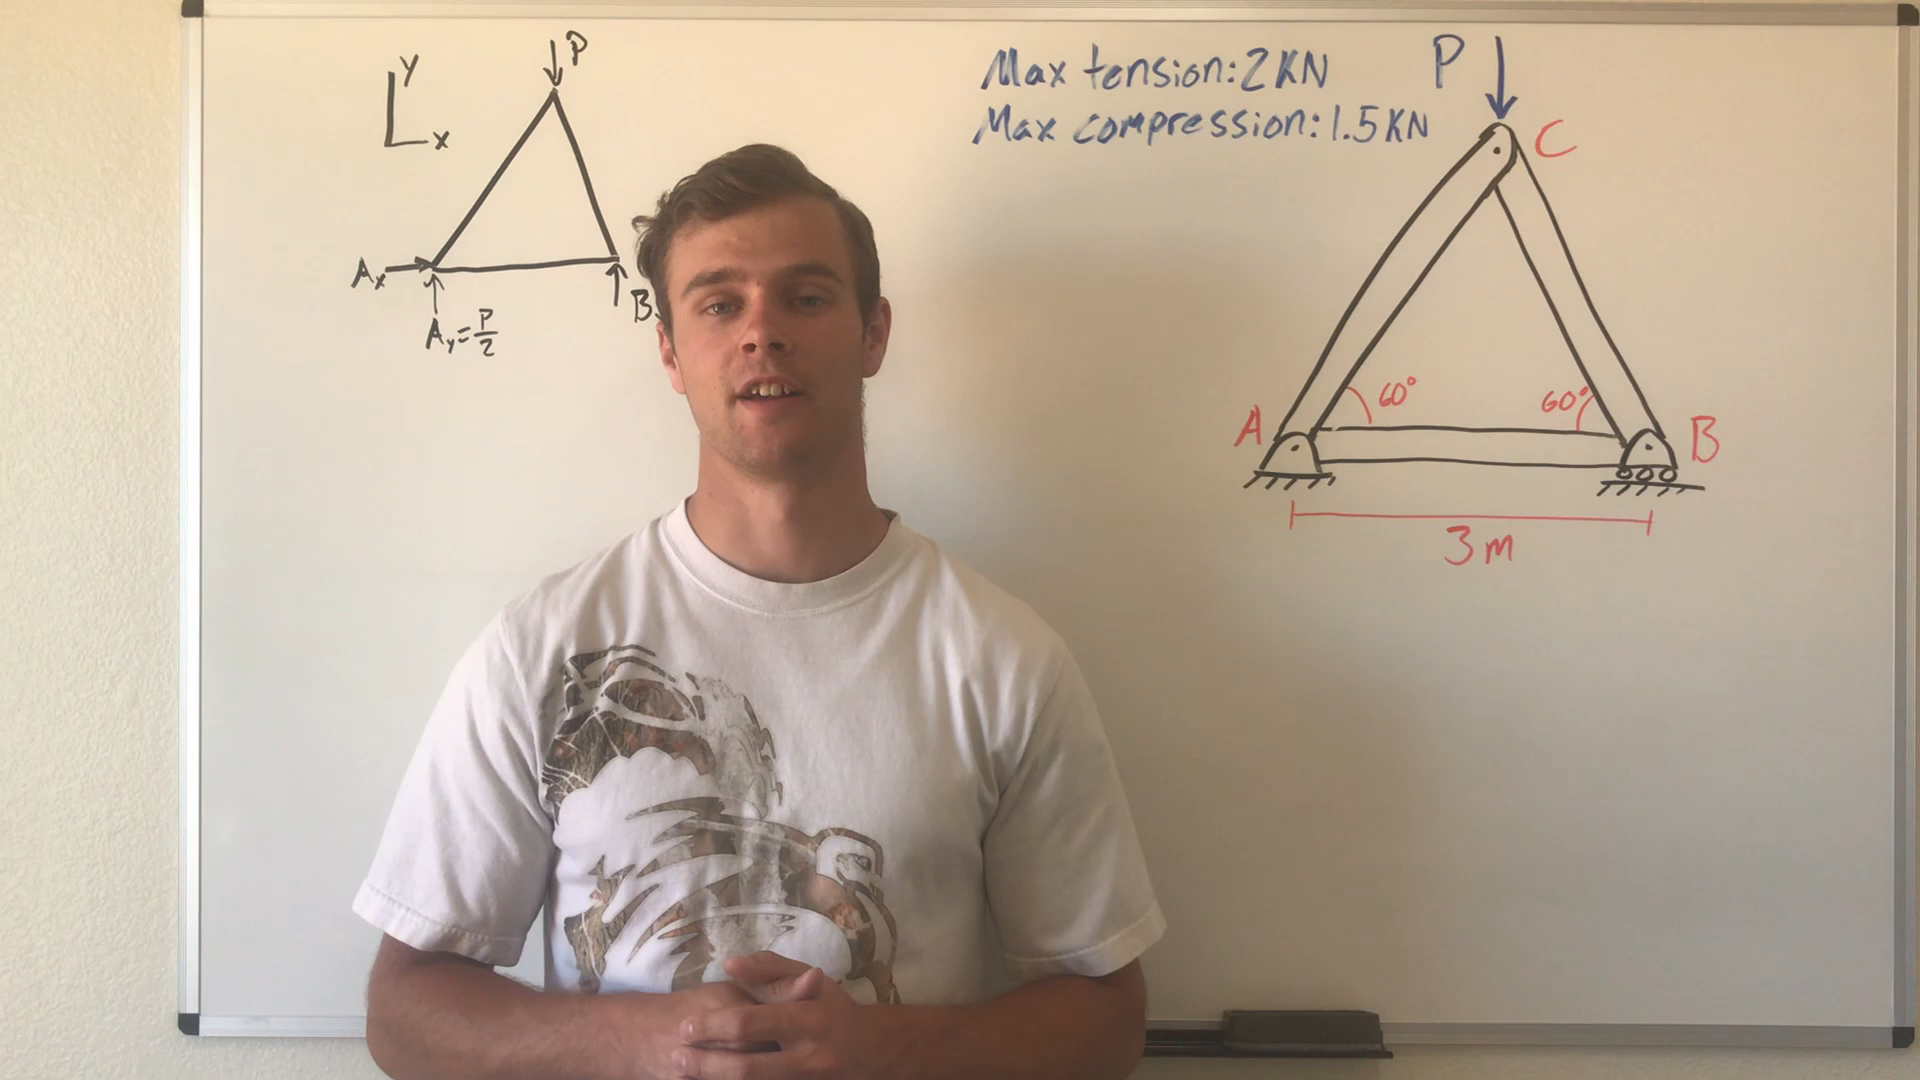 y
x
P
Ax
Ay=P/2
B
Max tension: 2KN
Max compression: 1.5KN
P
C
60°
60°
A
B
3m